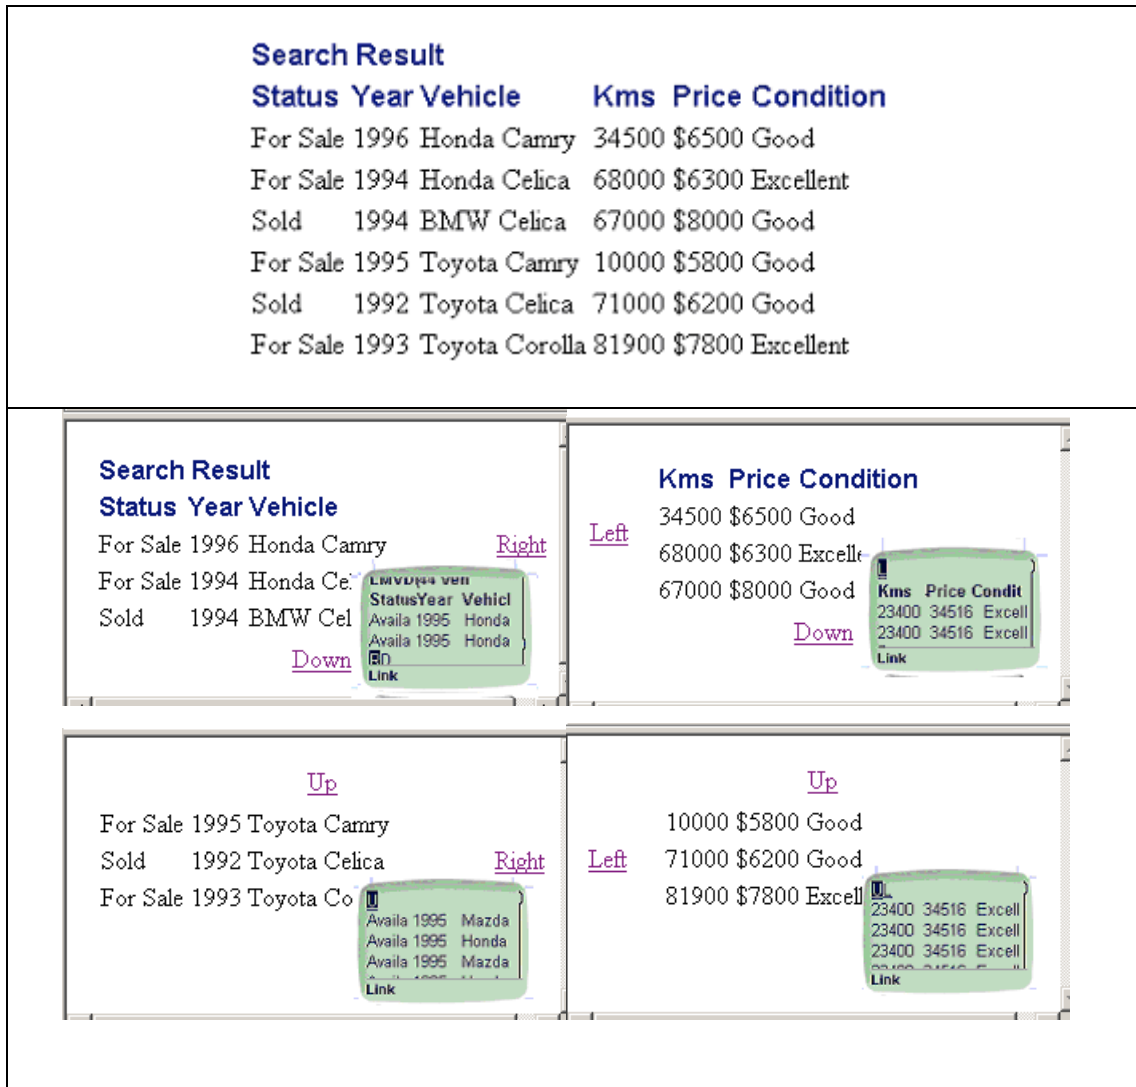 Search Result
Status Year Vehicle Kms Price Condition
For Sale 1996 Honda Camry 34500 $6500 Good
For Sale 1994 Honda Celica 68000 $6300 Excellent
Sold 1994 BMW Celica 67000 $8000 Good
For Sale 1995 Toyota Camry 10000 $5800 Good
Sold 1992 Toyota Celica 71000 $6200 Good
For Sale 1993 Toyota Corolla 81900 $7800 Excellent
Search Result
Status Year Vehicle
For Sale 1996 Honda Camry
Right
For Sale 1994 Honda Ce
Sold 1994 BMW Cel
Down
StatusYear Vehicl
Availa 1995 Honda
Availa 1995 Honda
Link
Kms Price Condition
34500 $6500 Good
Left
68000 $6300 Excelle
67000 $8000 Good
Down
Kms Price Condit
23400 34516 Excell
23400 34516 Excell
Link
Up
For Sale 1995 Toyota Camry
Sold 1992 Toyota Celica
Right
For Sale 1993 Toyota Co
U
Availa 1995 Mazda
Availa 1995 Honda
Availa 1995 Mazda
Link
Up
10000 $5800 Good
Left
71000 $6200 Good
81900 $7800 Excell
UL
23400 34516 Excell
23400 34516 Excell
23400 34516 Excell
Link